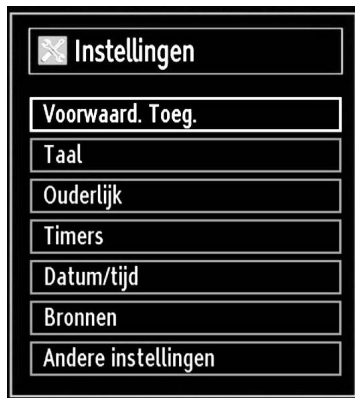 Instellingen
Voorwaard. Toeg.
Taal
Ouderlijk
Timers
Datum/tijd
Bronnen
Andere instellingen